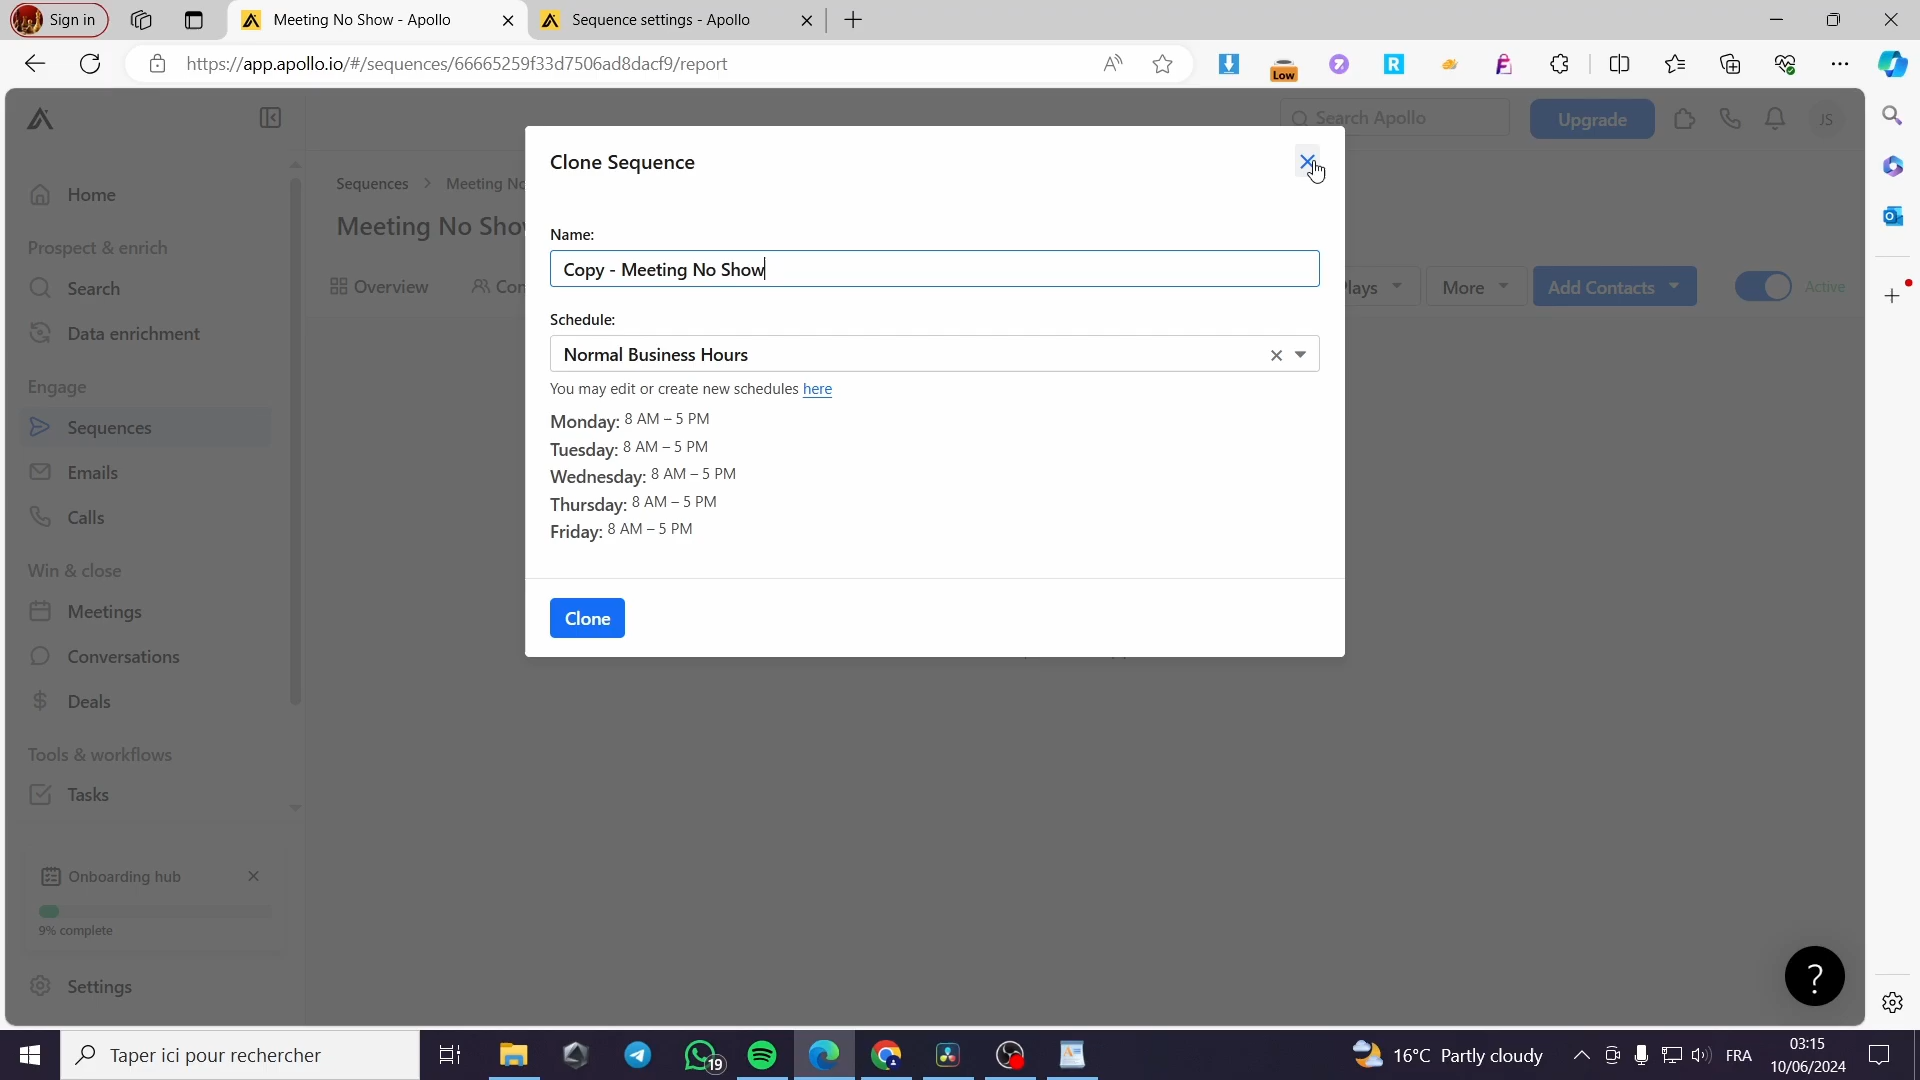 Sign in
Meeting No Show - Apollo
Sequence settings - Apollo
https://app.apollo.io/#/sequences/66665259f33d7506ad8dacf9/report
Low
Search Apollo
Upgrade
JS
Home
Prospect & enrich
Search
Data enrichment
Engage
Sequences
Emails
Calls
Win & close
Meetings
Conversations
Deals
Tools & workflows
Tasks
Onboarding hub
9% complete
Settings
Sequences > Meeting No
Meeting No Sho
Overview
Con
lays
More
Add Contacts
Active
Clone Sequence
Name:
Copy - Meeting No Show
Schedule:
Normal Business Hours
You may edit or create new schedules here
Monday: 8 AM – 5 PM
Tuesday: 8 AM – 5 PM
Wednesday: 8 AM – 5 PM
Thursday: 8 AM – 5 PM
Friday: 8 AM – 5 PM
Clone
?
Taper ici pour rechercher
19
16°C Partly cloudy
FRA
03:15
10/06/2024